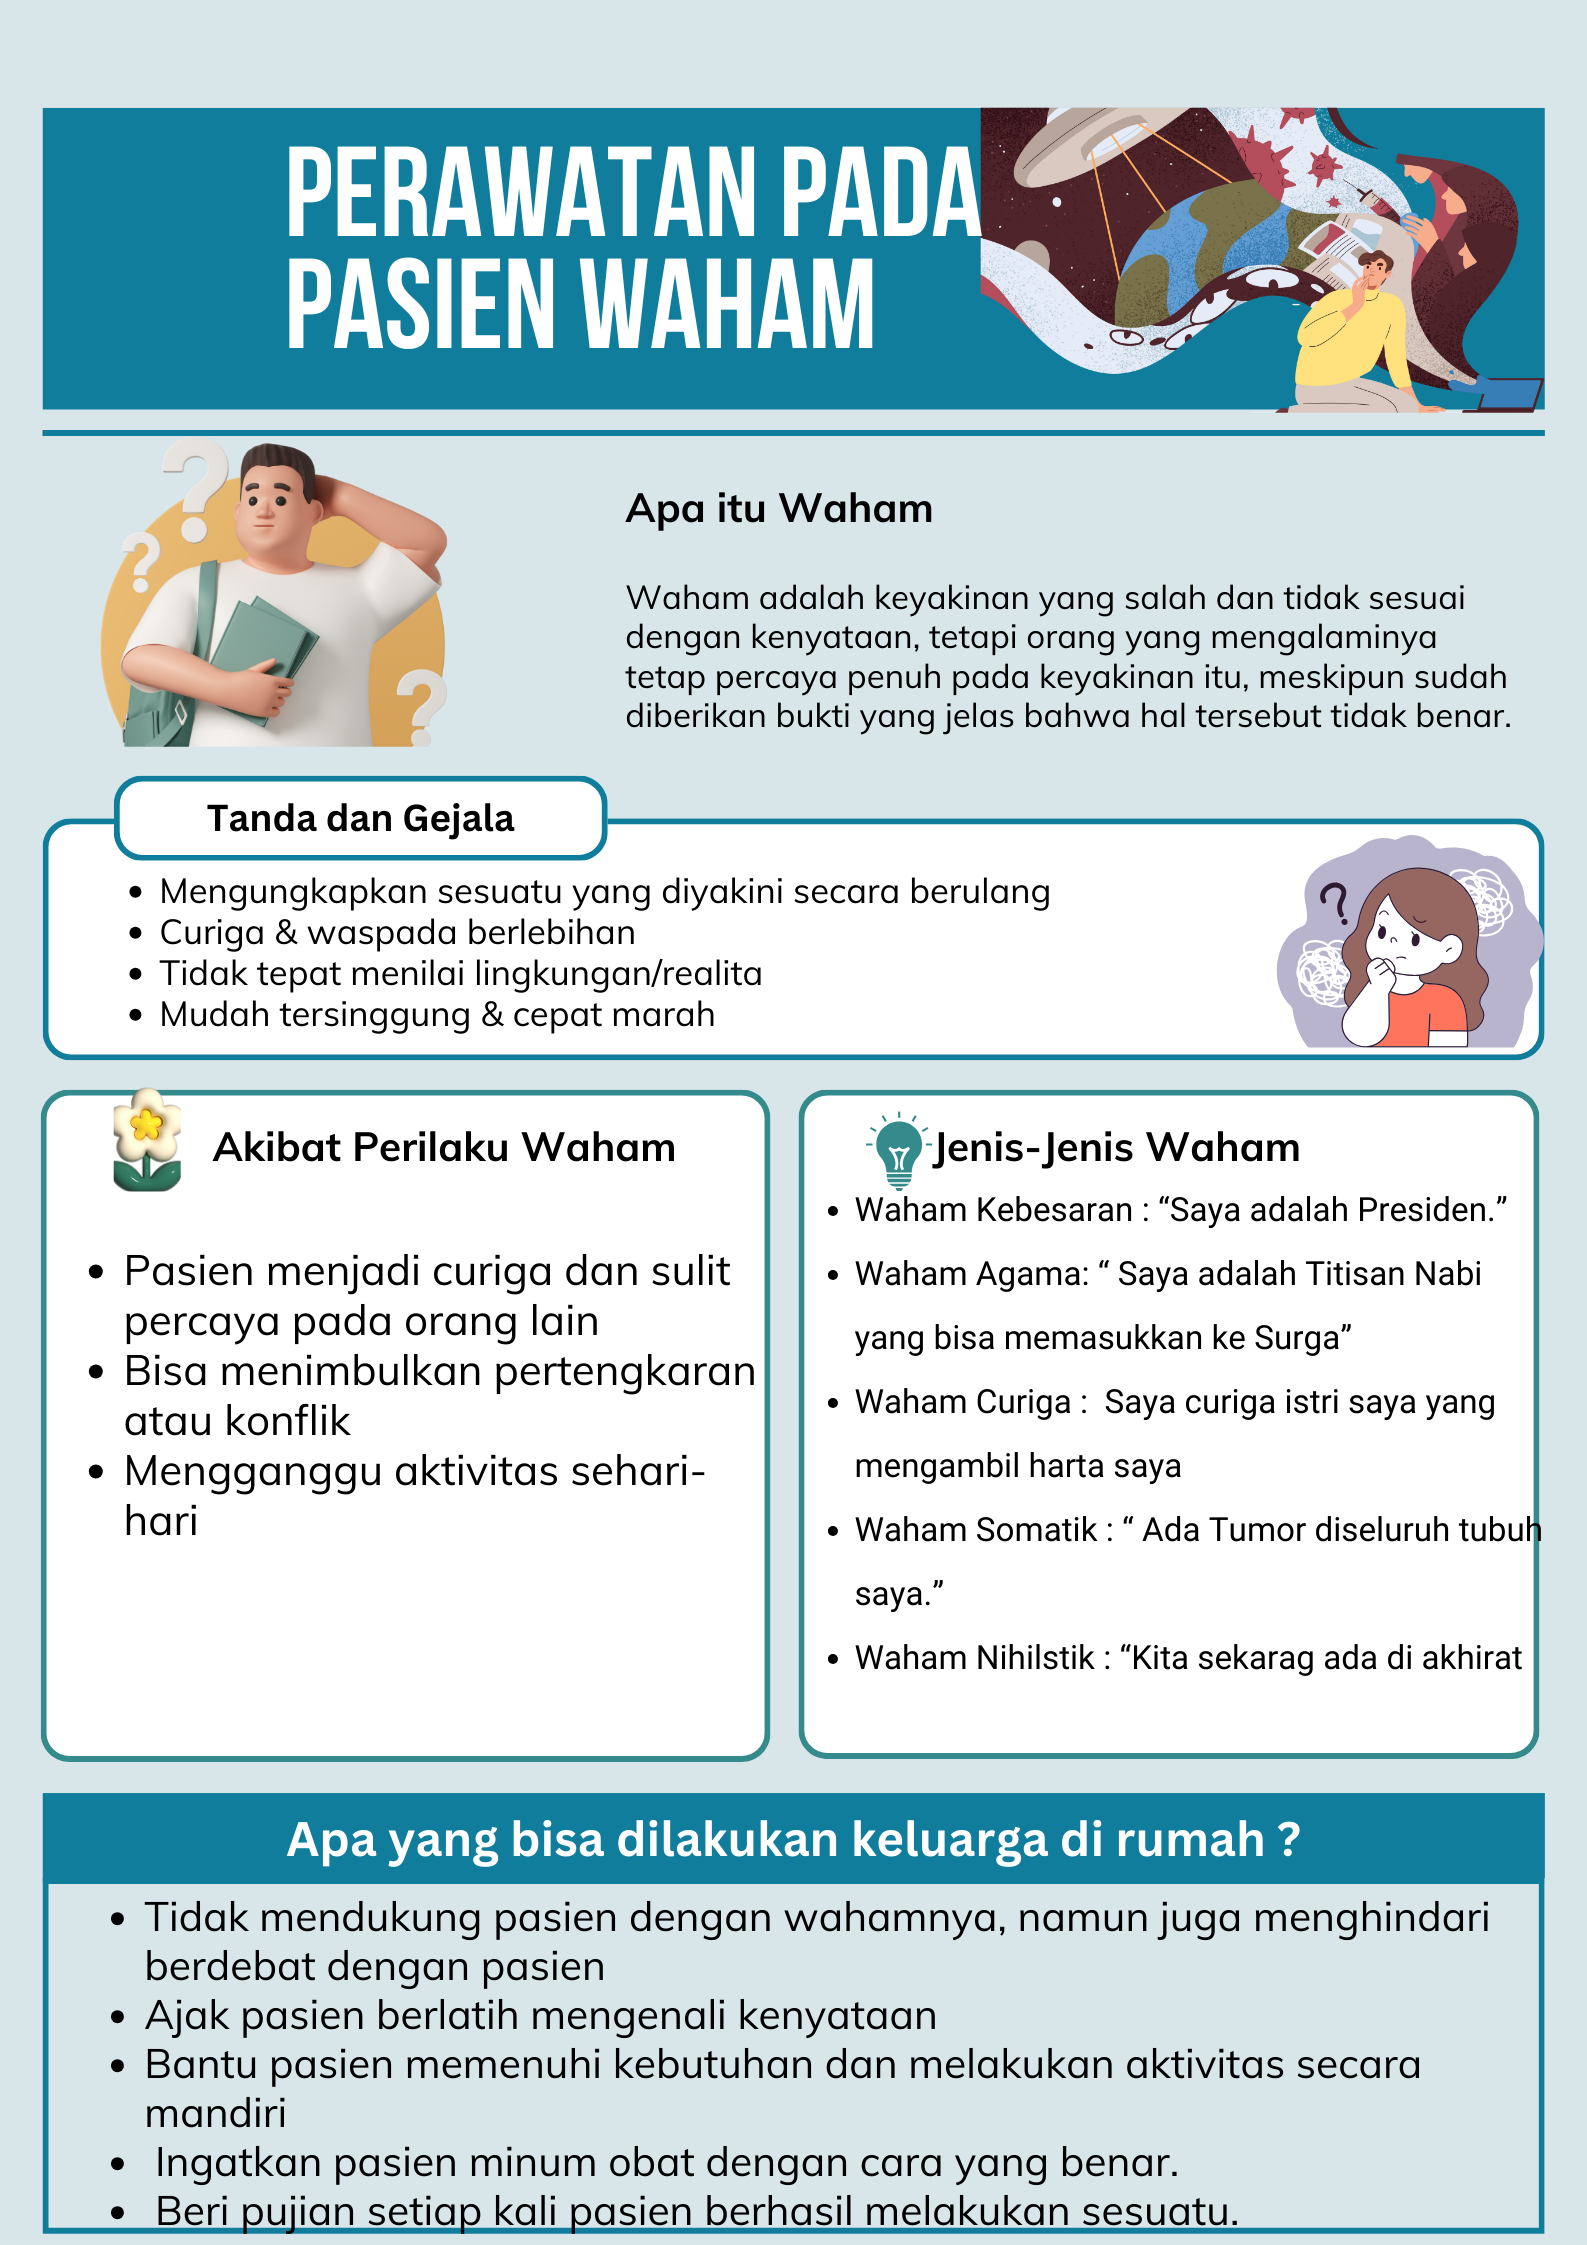 PERAWATAN PADA
PASIEN WAHAM
Apa itu Waham
Waham adalah keyakinan yang salah dan tidak sesuai
dengan kenyataan, tetapi orang yang mengalaminya
tetap percaya penuh pada keyakinan itu, meskipun sudah
diberikan bukti yang jelas bahwa hal tersebut tidak benar.
Tanda dan Gejala
• Mengungkapkan sesuatu yang diyakini secara berulang
• Curiga & waspada berlebihan
• Tidak tepat menilai lingkungan/realita
• Mudah tersinggung & cepat marah
Akibat Perilaku Waham
• Pasien menjadi curiga dan sulit
percaya pada orang lain
• Bisa menimbulkan pertengkaran
atau konflik
• Mengganggu aktivitas sehari-
hari
Jenis-Jenis Waham
• Waham Kebesaran : “Saya adalah Presiden.”
• Waham Agama: “ Saya adalah Titisan Nabi
yang bisa memasukkan ke Surga”
• Waham Curiga :  Saya curiga istri saya yang
mengambil harta saya
• Waham Somatik : “ Ada Tumor diseluruh tubuh
saya.”
• Waham Nihilstik : “Kita sekarag ada di akhirat
Apa yang bisa dilakukan keluarga di rumah ?
• Tidak mendukung pasien dengan wahamnya, namun juga menghindari
berdebat dengan pasien
• Ajak pasien berlatih mengenali kenyataan
• Bantu pasien memenuhi kebutuhan dan melakukan aktivitas secara
mandiri
• Ingatkan pasien minum obat dengan cara yang benar.
• Beri pujian setiap kali pasien berhasil melakukan sesuatu.